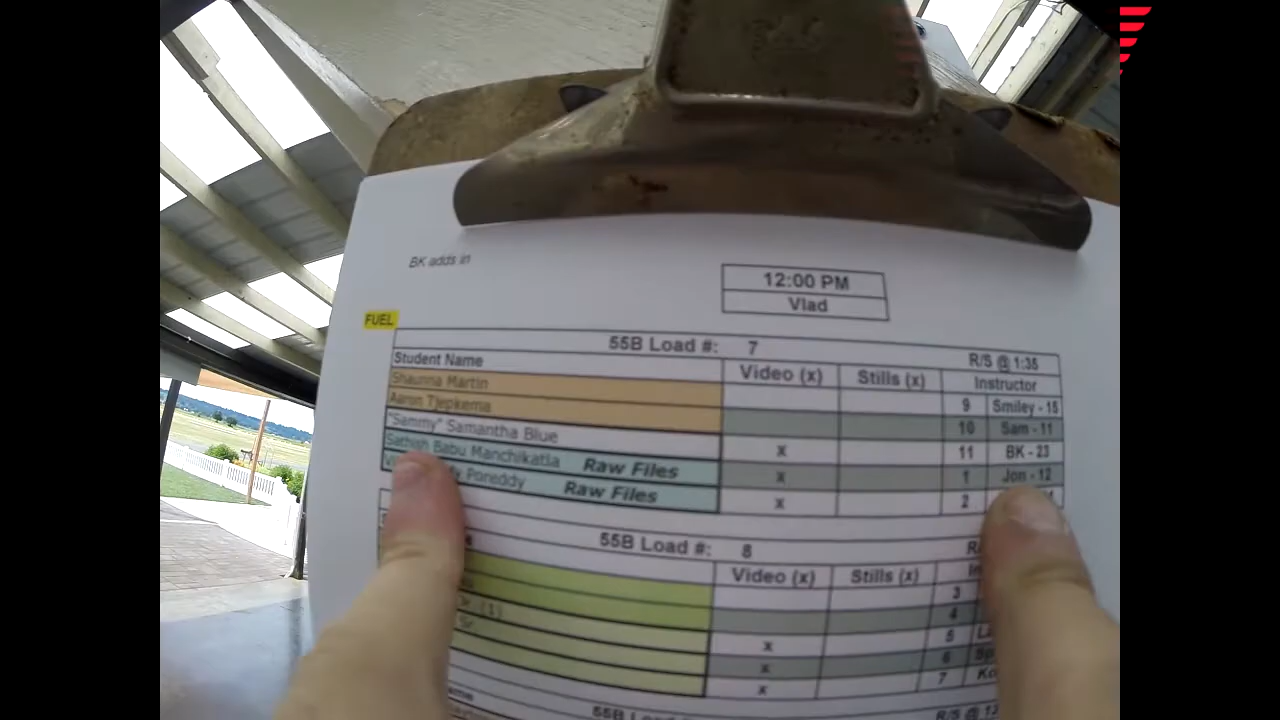 BK adds in
12:00 PM
Vlad
FUEL
55B Load #: 7 R/S @ 1:35
Student Name Video (x) Stills (x) Instructor
Shaunna Martin 9 Smiley - 15
Aaron Tjepkema 10 Sam - 11
"Sammy" Samantha Blue x 11 BK - 23
Sathish Babu Manchikatla Raw Files x 1 Jon - 12
Poreddy Raw Files x 2
55B Load #: 8
Video (x) Stills (x)
3
4
Jr. (1) x 5
Sr x 6
x 7
55B Load #: R/S @